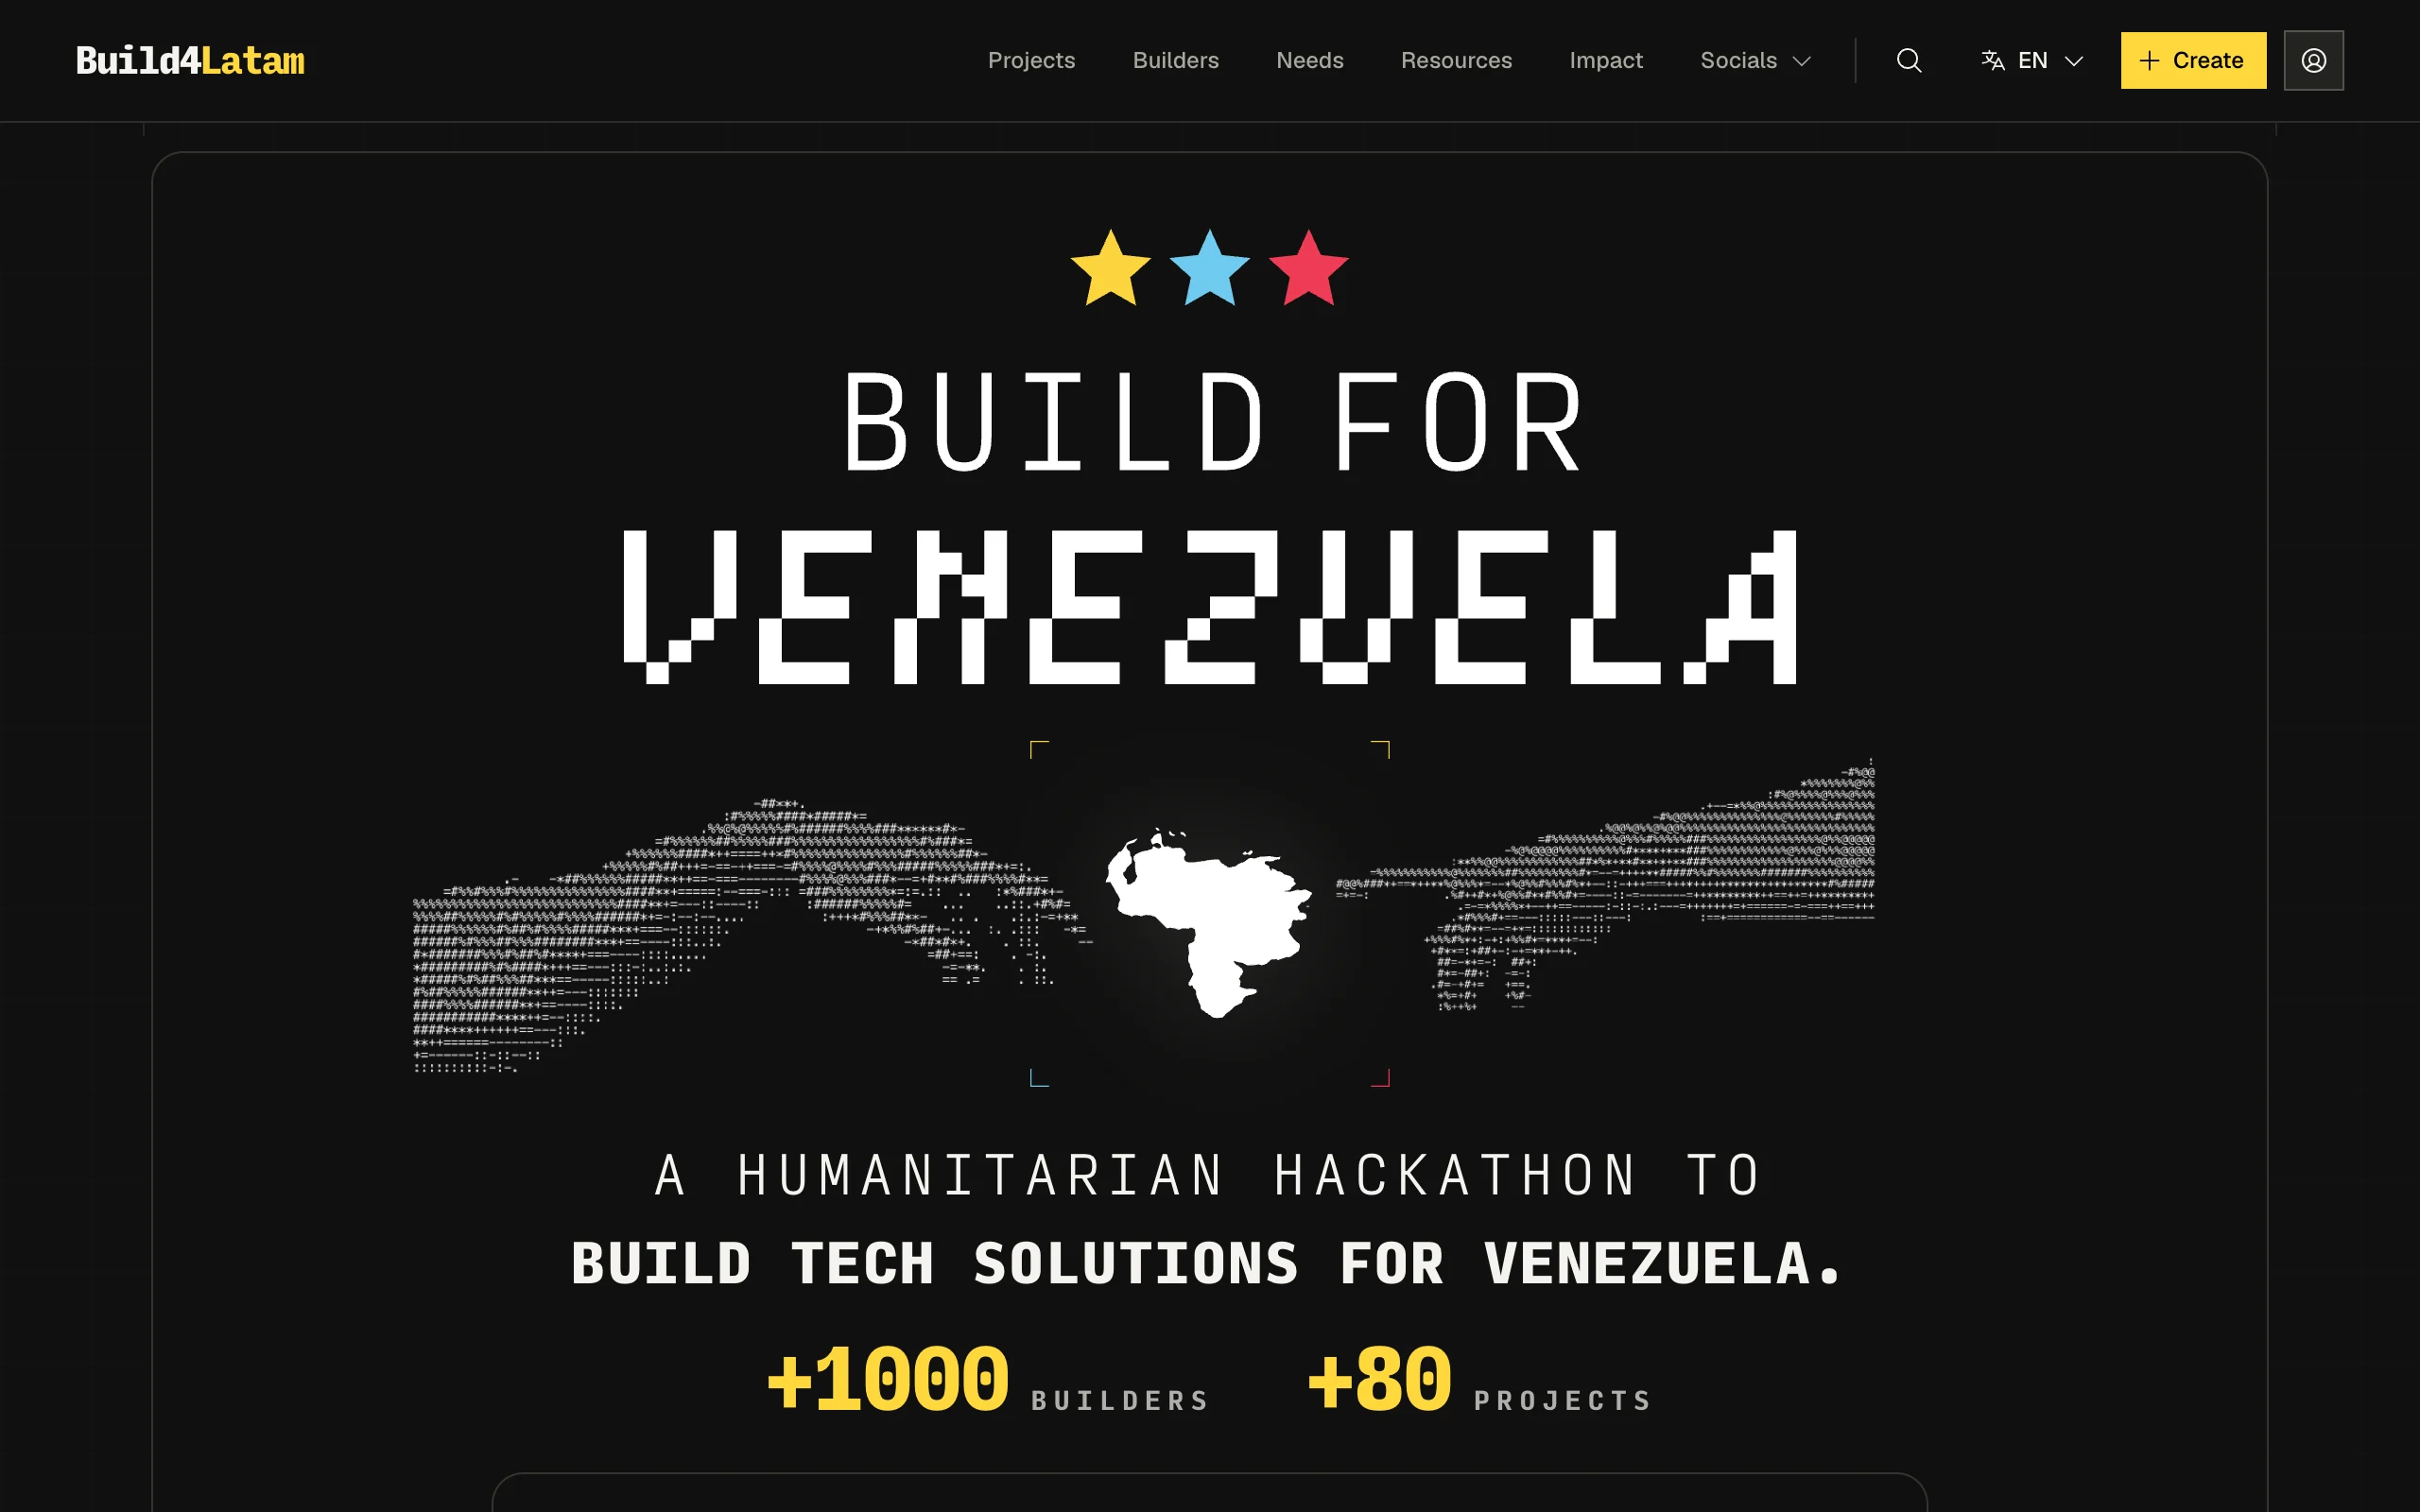 Build4Latam
Projects
Builders
Needs
Resources
Impact
Socials
EN
+ Create
BUILD FOR
VENEZUELA
A HUMANITARIAN HACKATHON TO
BUILD TECH SOLUTIONS FOR VENEZUELA.
+1000 BUILDERS
+80 PROJECTS